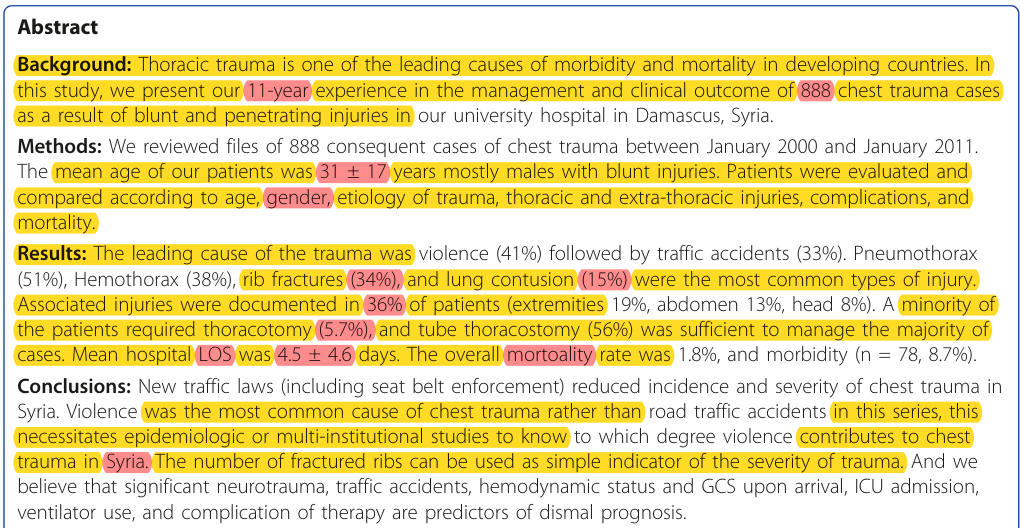 Abstract
Background: Thoracic trauma is one of the leading causes of morbidity and mortality in developing countries. In
this study, we present our 11-year experience in the management and clinical outcome of 888 chest trauma cases
as a result of blunt and penetrating injuries in our university hospital in Damascus, Syria.
Methods: We reviewed files of 888 consequent cases of chest trauma between January 2000 and January 2011.
The mean age of our patients was 31 ± 17 years mostly males with blunt injuries. Patients were evaluated and
compared according to age, gender, etiology of trauma, thoracic and extra-thoracic injuries, complications, and
mortality.
Results: The leading cause of the trauma was violence (41%) followed by traffic accidents (33%). Pneumothorax
(51%), Hemothorax (38%), rib fractures (34%), and lung contusion (15%) were the most common types of injury.
Associated injuries were documented in 36% of patients (extremities 19%, abdomen 13%, head 8%). A minority of
the patients required thoracotomy (5.7%), and tube thoracostomy (56%) was sufficient to manage the majority of
cases. Mean hospital LOS was 4.5 ± 4.6 days. The overall mortoality rate was 1.8%, and morbidity (n = 78, 8.7%).
Conclusions: New traffic laws (including seat belt enforcement) reduced incidence and severity of chest trauma in
Syria. Violence was the most common cause of chest trauma rather than road traffic accidents in this series, this
necessitates epidemiologic or multi-institutional studies to know to which degree violence contributes to chest
trauma in Syria. The number of fractured ribs can be used as simple indicator of the severity of trauma. And we
believe that significant neurotrauma, traffic accidents, hemodynamic status and GCS upon arrival, ICU admission,
ventilator use, and complication of therapy are predictors of dismal prognosis.